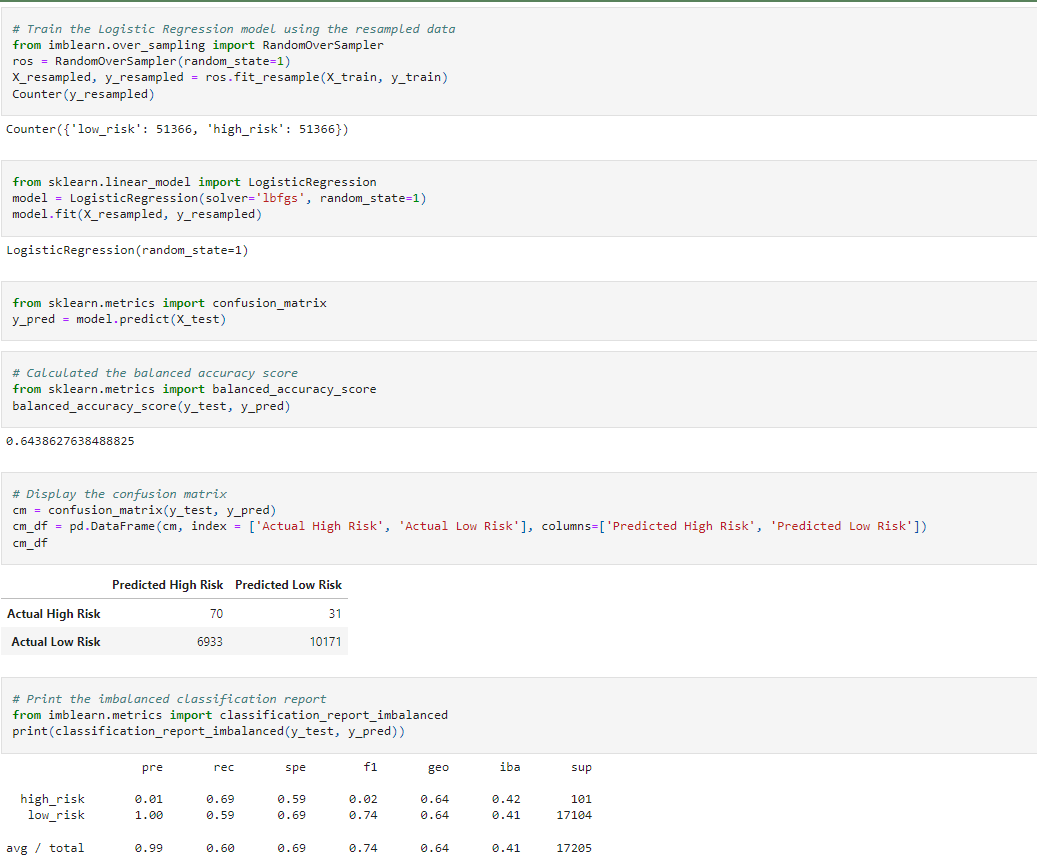 # Train the Logistic Regression model using the resampled data
from imblearn.over_sampling import RandomOverSampler
ros = RandomOverSampler(random_state=1)
X_resampled, y_resampled = ros.fit_resample(X_train, y_train)
Counter(y_resampled)
Counter({'low_risk': 51366, 'high_risk': 51366})
from sklearn.linear_model import LogisticRegression
model = LogisticRegression(solver='lbfgs', random_state=1)
model.fit(X_resampled, y_resampled)
LogisticRegression(random_state=1)
from sklearn.metrics import confusion_matrix
y_pred = model.predict(X_test)
# Calculated the balanced accuracy score
from sklearn.metrics import balanced_accuracy_score
balanced_accuracy_score(y_test, y_pred)
0.6438627638488825
# Display the confusion matrix
cm = confusion_matrix(y_test, y_pred)
cm_df = pd.DataFrame(cm, index = ['Actual High Risk', 'Actual Low Risk'], columns=['Predicted High Risk', 'Predicted Low Risk'])
cm_df
Predicted High Risk Predicted Low Risk
Actual High Risk 70 31
Actual Low Risk 6933 10171
# Print the imbalanced classification report
from imblearn.metrics import classification_report_imbalanced
print(classification_report_imbalanced(y_test, y_pred))
pre rec spe f1 geo iba sup
high_risk 0.01 0.69 0.59 0.02 0.64 0.42 101
low_risk 1.00 0.59 0.69 0.74 0.64 0.41 17104
avg / total 0.99 0.60 0.69 0.74 0.64 0.41 17205